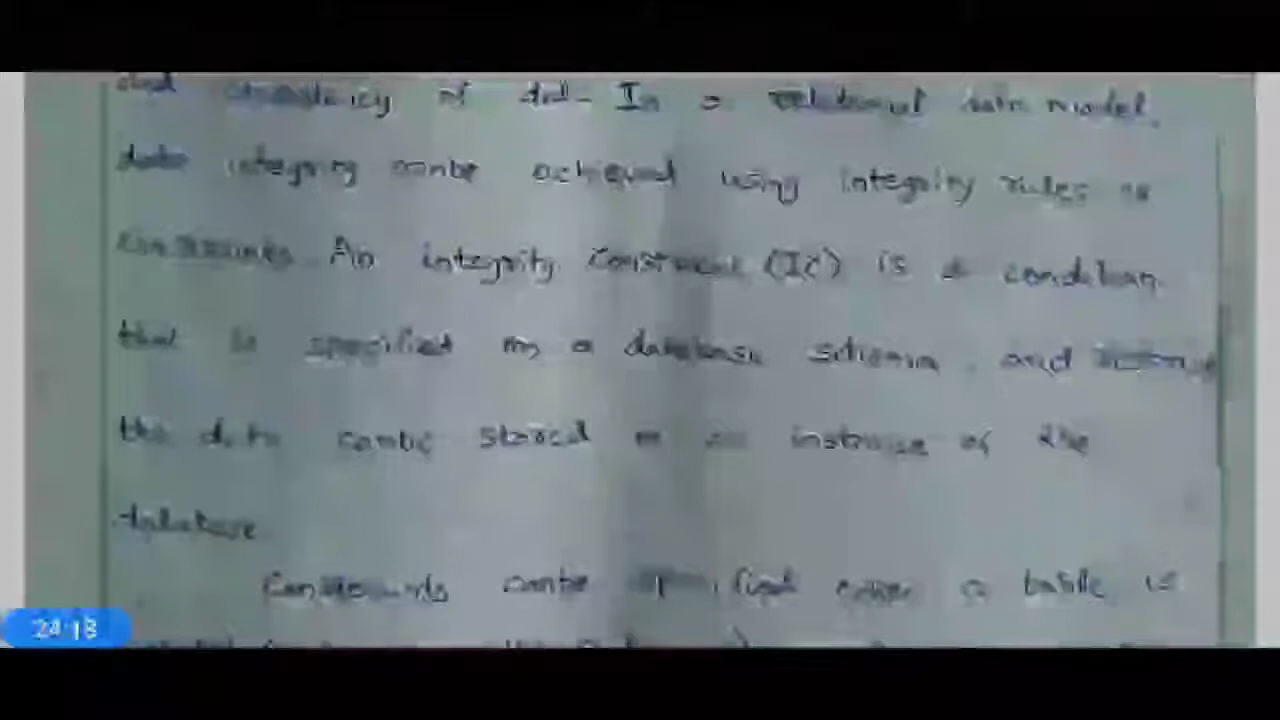 and consistency of data In a relational data model,
data integrity canbe achieved using integrity rules or
constraints An integrity Constraint (IC) is a condition
that is specified on a database schema, and
the data canbe stored in an instance of the
database
Constraints canbe specified when a table is
24:18